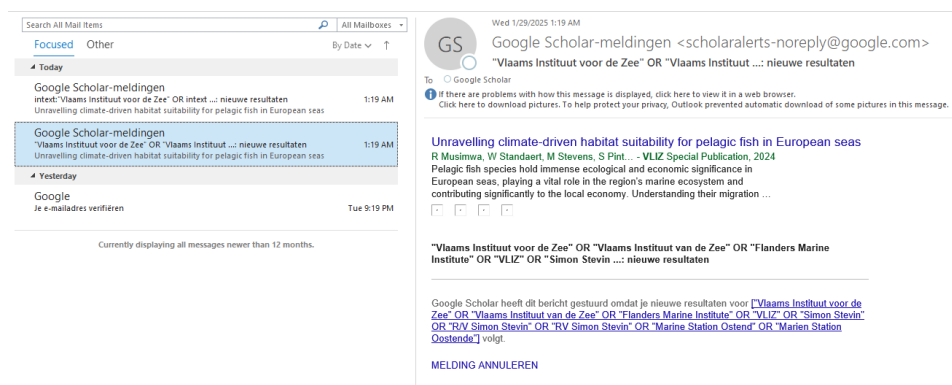 Search All Mail Items
All Mailboxes
Focused Other
By Date
Today
Google Scholar-meldingen
intext:"Vlaams Instituut voor de Zee" OR intext ...: nieuwe resultaten 1:19 AM
Unravelling climate-driven habitat suitability for pelagic fish in European seas
Google Scholar-meldingen
"Vlaams Instituut voor de Zee" OR "Vlaams Instituut ...: nieuwe resultaten 1:19 AM
Unravelling climate-driven habitat suitability for pelagic fish in European seas
Yesterday
Google
Je e-mailadres verifiëren Tue 9:19 PM
Currently displaying all messages newer than 12 months.
Wed 1/29/2025 1:19 AM
GS
Google Scholar-meldingen <scholaralerts-noreply@google.com>
"Vlaams Instituut voor de Zee" OR "Vlaams Instituut ...: nieuwe resultaten
To Google Scholar
If there are problems with how this message is displayed, click here to view it in a web browser.
Click here to download pictures. To help protect your privacy, Outlook prevented automatic download of some pictures in this message.
Unravelling climate-driven habitat suitability for pelagic fish in European seas
R Musimwa, W Standaert, M Stevens, S Pint... - VLIZ Special Publication, 2024
Pelagic fish species hold immense ecological and economic significance in
European seas, playing a vital role in the region's marine ecosystem and
contributing significantly to the local economy. Understanding their migration ...
"Vlaams Instituut voor de Zee" OR "Vlaams Instituut van de Zee" OR "Flanders Marine
Institute" OR "VLIZ" OR "Simon Stevin ...: nieuwe resultaten
Google Scholar heeft dit bericht gestuurd omdat je nieuwe resultaten voor ["Vlaams Instituut voor de
Zee" OR "Vlaams Instituut van de Zee" OR "Flanders Marine Institute" OR "VLIZ" OR "Simon Stevin"
OR "R/V Simon Stevin" OR "RV Simon Stevin" OR "Marine Station Ostend" OR "Marien Station
Oostende"] volgt.
MELDING ANNULEREN